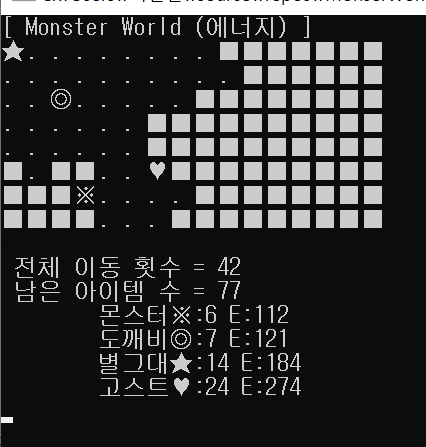 [ Monster World (에너지) ]
★. . . . . . . . ■■■■■■■
. . . . . . . . . . ■■■■■■
. . ◎. . . . . ■■■■■■■■
. . . . . . ■■■■■■■■■■
. . . . . . ■■■■■■■■■■
■. ■■. . ♥■■■■■■■■■
■■■※. . . . ■■■■■■■■
■■■■. . . ■■■■■■■■■
전체 이동 횟수 = 42
남은 아이템 수 = 77
몬스터※:6 E:112
도깨비◎:7 E:121
별그대★:14 E:184
고스트♥:24 E:274